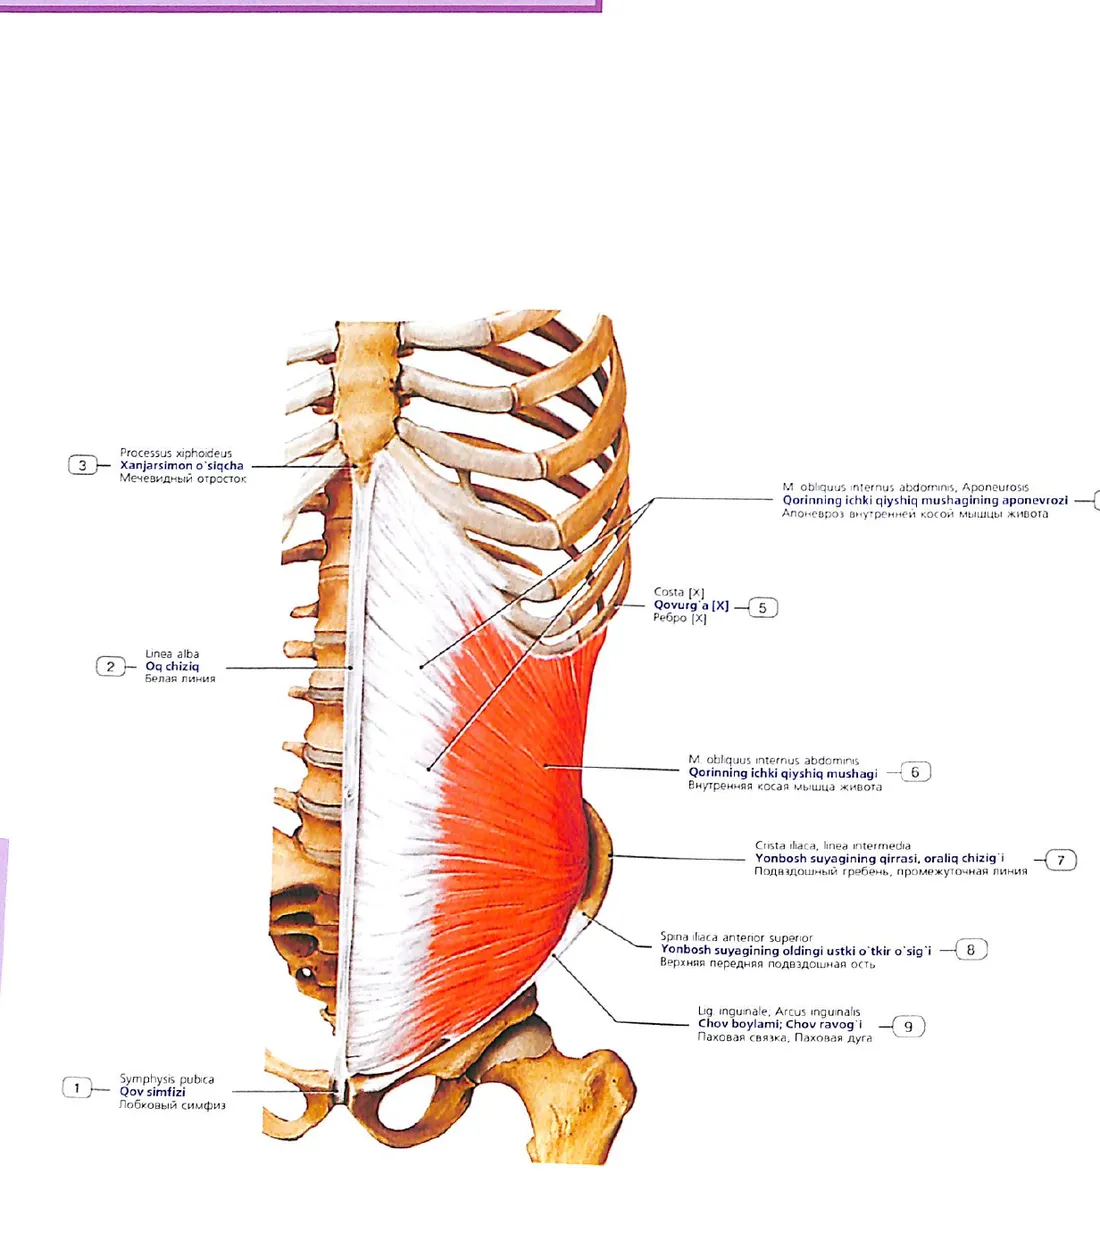 Processus xiphoideus
3 Xanjarsimon o`siqcha
Мечевидный отросток
M. obliquus internus abdominis, Aponeurosis
Qorinning ichki qiyshiq mushagining aponevrozi
Апоневроз внутренней косой мышцы живота
Costa [X]
Qovurg`a [X] 5
Ребро [X]
Linea alba
2 Oq chiziq
Белая линия
M. obliquus internus abdominis
Qorinning ichki qiyshiq mushagi 6
Внутренняя косая мышца живота
Crista iliaca, linea intermedia
Yonbosh suyagining qirrasi, oraliq chizig`i 7
Подвздошный гребень, промежуточная линия
Spina iliaca anterior superior
Yonbosh suyagining oldingi ustki o`tkir o`sig`i 8
Верхняя передняя подвздошная ость
Lig. inguinale, Arcus inguinalis
Chov boylami; Chov ravog`i 9
Паховая связка, Паховая дуга
Symphysis pubica
1 Qov simfizi
Лобковый симфиз